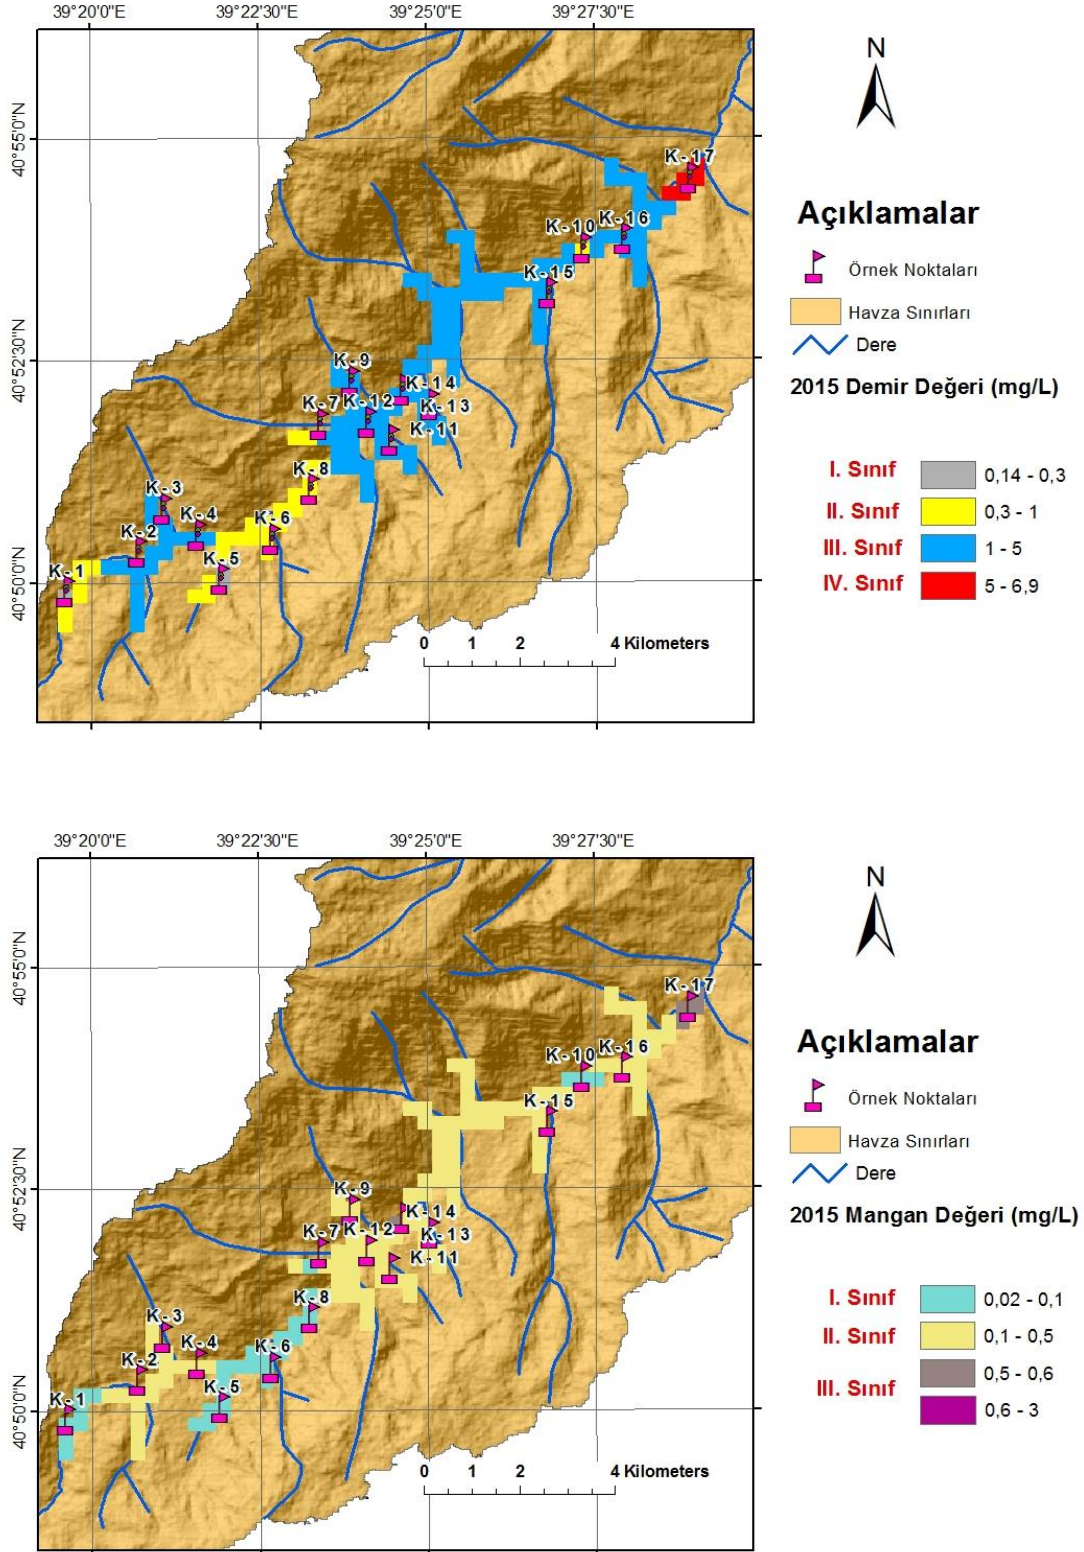 39°20'0"E 39°22'30"E 39°25'0"E 39°27'30"E
40°55'0"N
40°52'30"N
40°50'0"N
K-17
K-16
K-10
K-15
K-9
K-14
K-7
K-12
K-13
K-11
K-8
K-3
K-4
K-6
K-2
K-5
K-1
0 1 2 4 Kilometers
N
Açıklamalar
Örnek Noktaları
Havza Sınırları
Dere
2015 Demir Değeri (mg/L)
I. Sınıf 0,14 - 0,3
II. Sınıf 0,3 - 1
III. Sınıf 1 - 5
IV. Sınıf 5 - 6,9
39°20'0"E 39°22'30"E 39°25'0"E 39°27'30"E
40°55'0"N
40°52'30"N
40°50'0"N
K-17
K-16
K-10
K-15
K-9
K-14
K-7
K-12
K-13
K-11
K-8
K-3
K-4
K-6
K-2
K-5
K-1
0 1 2 4 Kilometers
N
Açıklamalar
Örnek Noktaları
Havza Sınırları
Dere
2015 Mangan Değeri (mg/L)
I. Sınıf 0,02 - 0,1
II. Sınıf 0,1 - 0,5
III. Sınıf 0,5 - 0,6
0,6 - 3